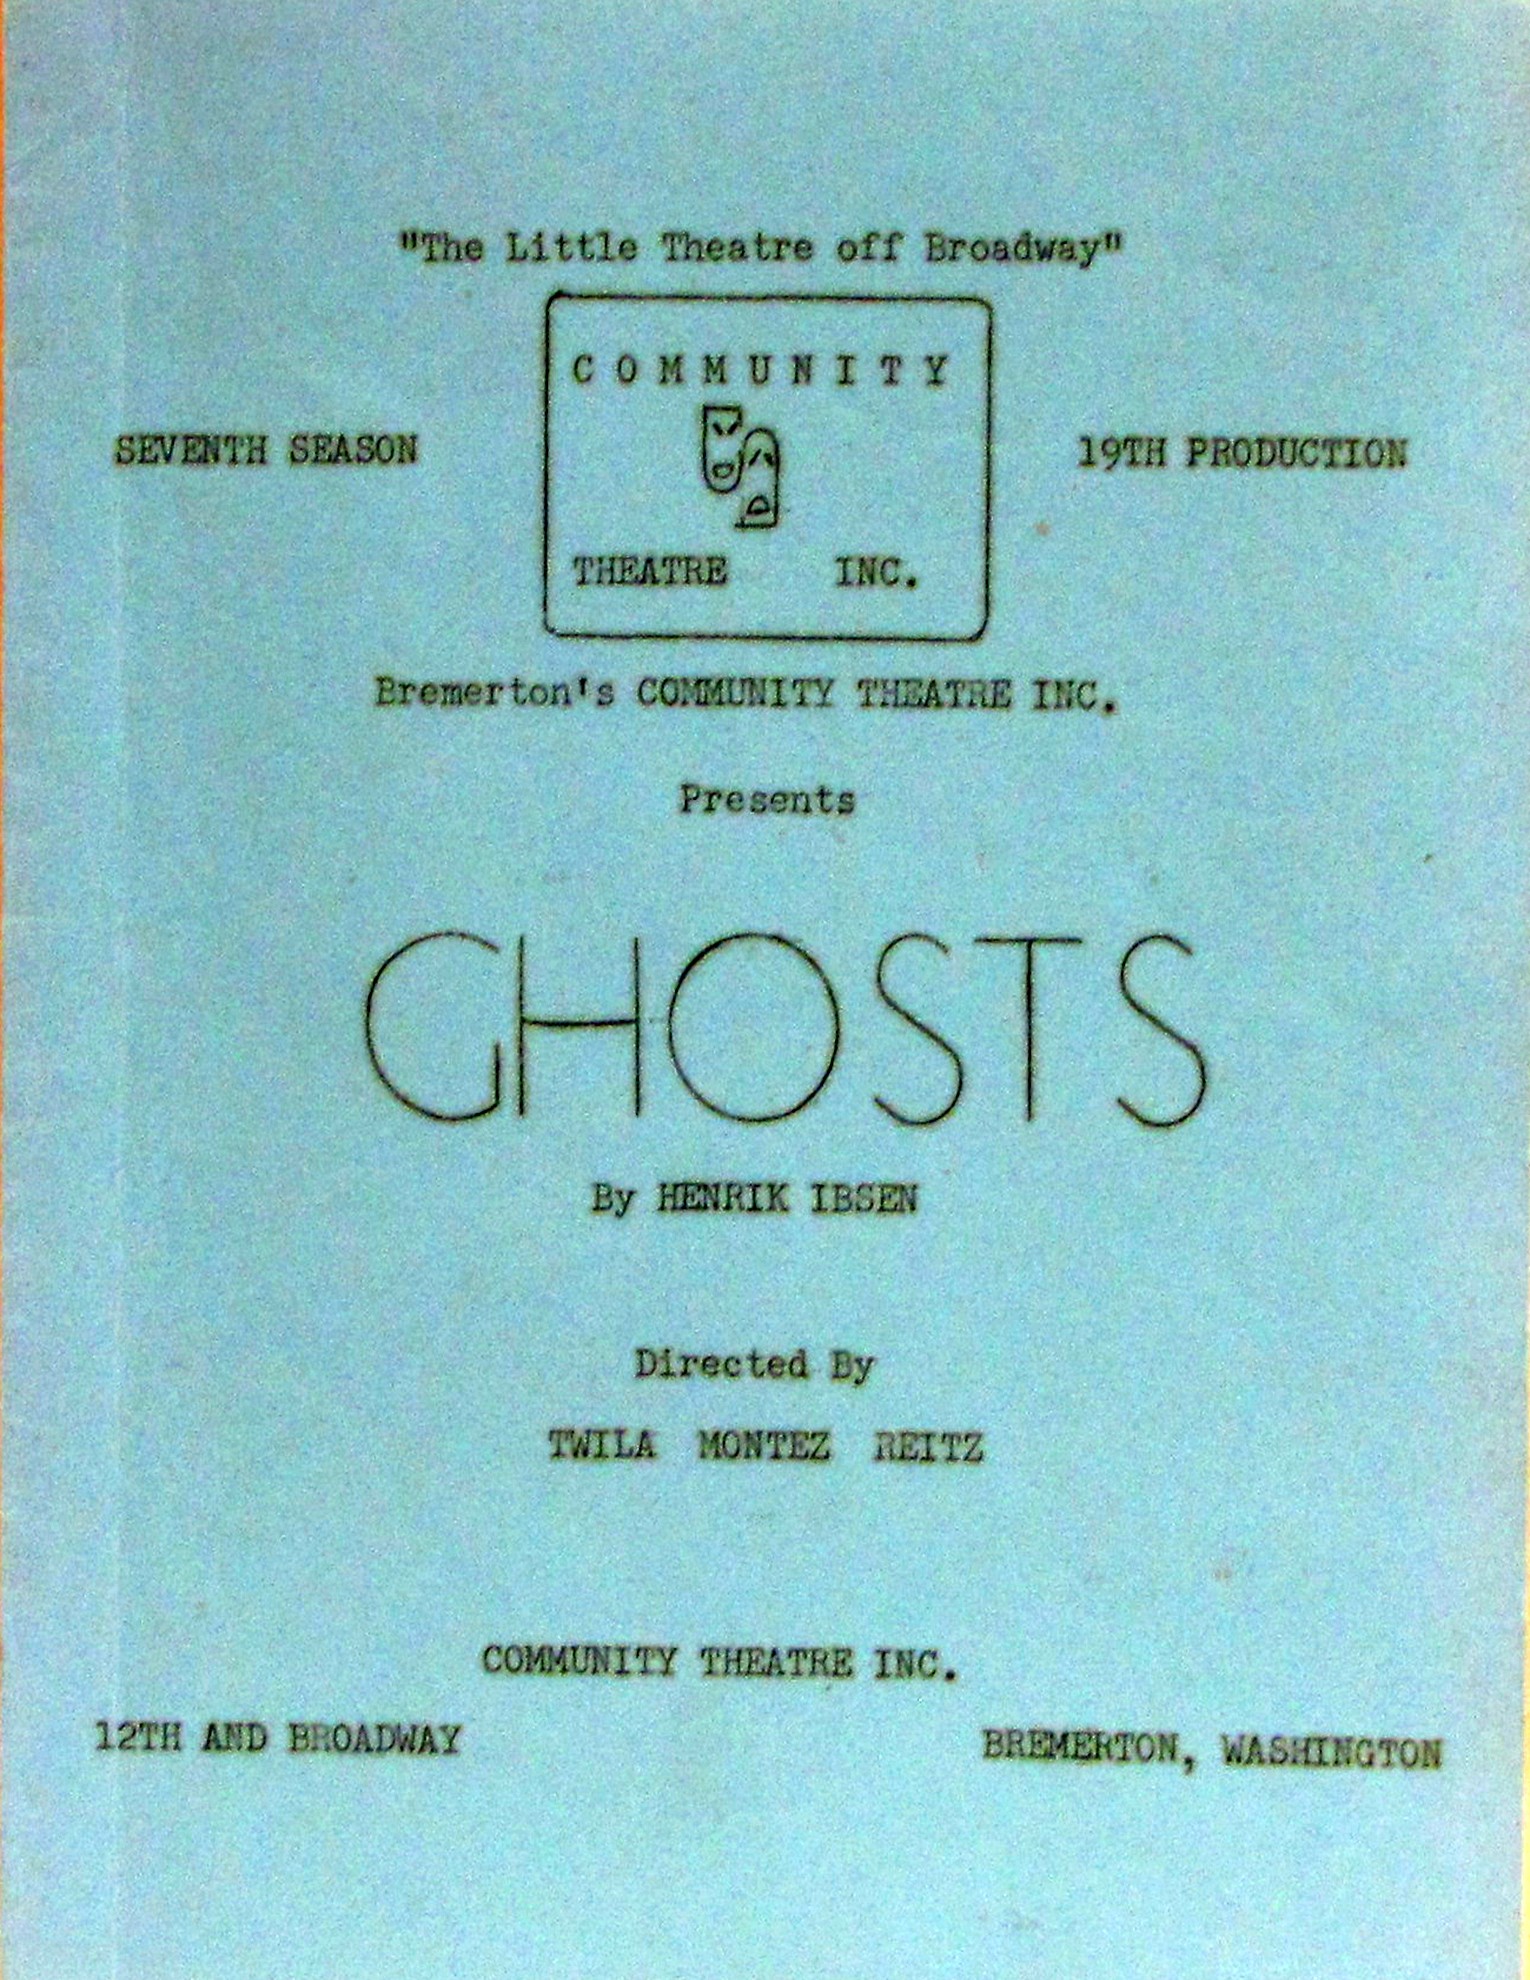 "The Little Theatre off Broadway"
COMMUNITY
SEVENTH SEASON
19TH PRODUCTION
THEATRE INC.
Bremerton's COMMUNITY THEATRE INC.
Presents
GHOSTS
By HENRIK IBSEN
Directed By
TWILA MONTEZ REITZ
COMMUNITY THEATRE INC.
12TH AND BROADWAY
BREMERTON, WASHINGTON